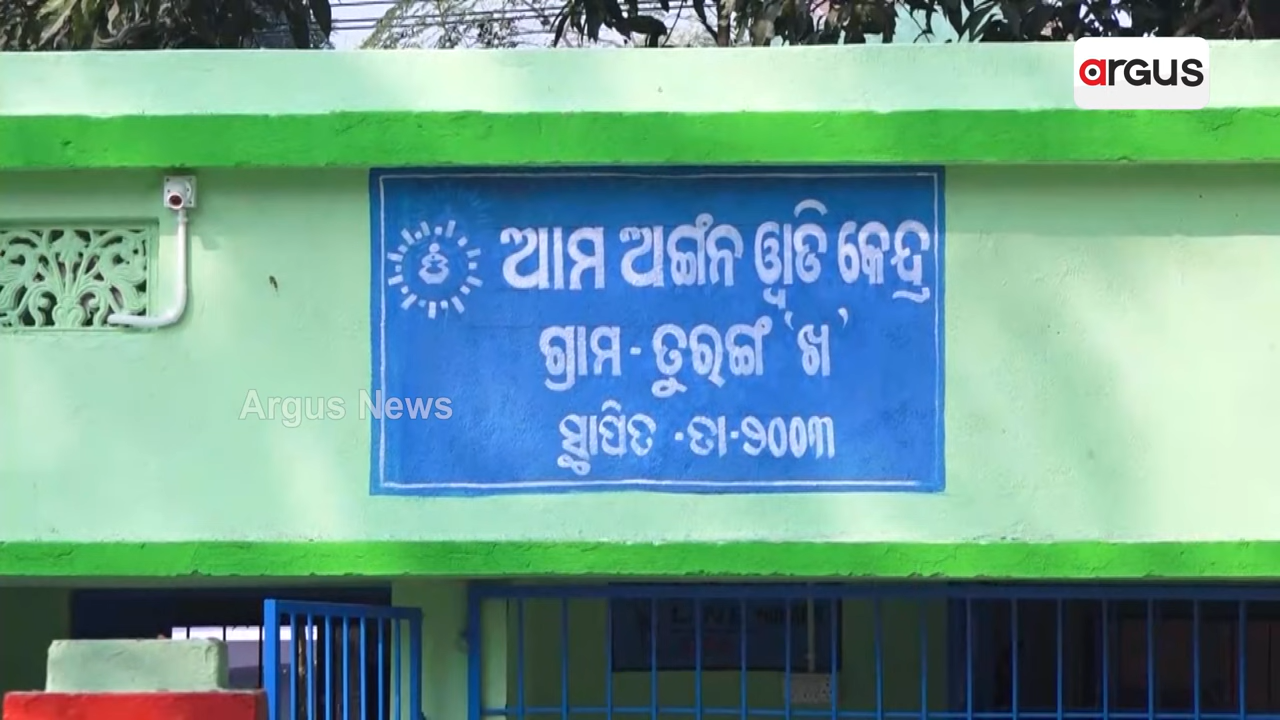 argus
ଆମ ଅଙ୍ଗନ ୱାଡି କେନ୍ଦ୍ର
ଗ୍ରାମ - ତୁରଙ୍ଗ 'ଖ'
Argus News
ସ୍ଥାପିତ -ତା-୨୦୦୩